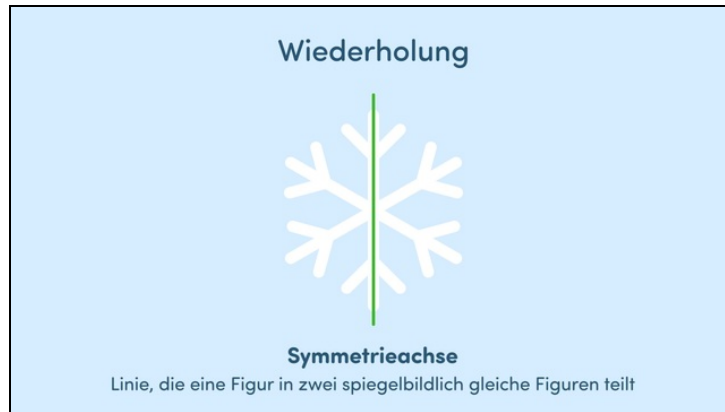 Wiederholung
Symmetrieachse
Linie, die eine Figur in zwei spiegelbildlich gleiche Figuren teilt